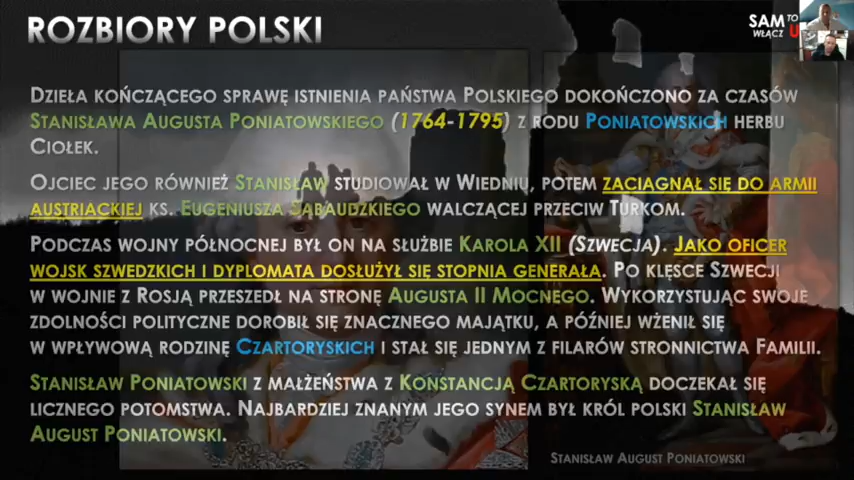 ROZBIORY POLSKI
SAM TO
WŁĄCZ U
DZIEŁA KOŃCZĄCEGO SPRAWĘ ISTNIENIA PAŃSTWA POLSKIEGO DOKOŃCZONO ZA CZASÓW
STANISŁAWA AUGUSTA PONIATOWSKIEGO (1764-1795) Z RODU PONIATOWSKICH HERBU
CIOŁEK.
OJCIEC JEGO RÓWNIEŻ STANISŁAW STUDIOWAŁ W WIEDNIU, POTEM ZACIĄGNĄŁ SIĘ DO ARMII
AUSTRIACKIEJ KS. EUGENIUSZA SABAUDZKIEGO WALCZĄCEJ PRZECIW TURKOM.
PODCZAS WOJNY PÓŁNOCNEJ BYŁ ON NA SŁUŻBIE KAROLA XII (SZWECJA). JAKO OFICER
WOJSK SZWEDZKICH I DYPLOMATA DOSŁUŻYŁ SIĘ STOPNIA GENERAŁA. PO KLĘSCE SZWECJI
W WOJNIE Z ROSJĄ PRZESZEDŁ NA STRONĘ AUGUSTA II MOCNEGO. WYKORZYSTUJĄC SWOJE
ZDOLNOŚCI POLITYCZNE DOROBIŁ SIĘ ZNACZNEGO MAJĄTKU, A PÓŹNIEJ WŻENIŁ SIĘ
W WPŁYWOWĄ RODZINĘ CZARTORYSKICH I STAŁ SIĘ JEDNYM Z FILARÓW STRONNICTWA FAMILII.
STANISŁAW PONIATOWSKI Z MAŁŻEŃSTWA Z KONSTANCJĄ CZARTORYSKĄ DOCZEKAŁ SIĘ
LICZNEGO POTOMSTWA. NAJBARDZIEJ ZNANYM JEGO SYNEM BYŁ KRÓL POLSKI STANISŁAW
AUGUST PONIATOWSKI.
STANISŁAW AUGUST PONIATOWSKI